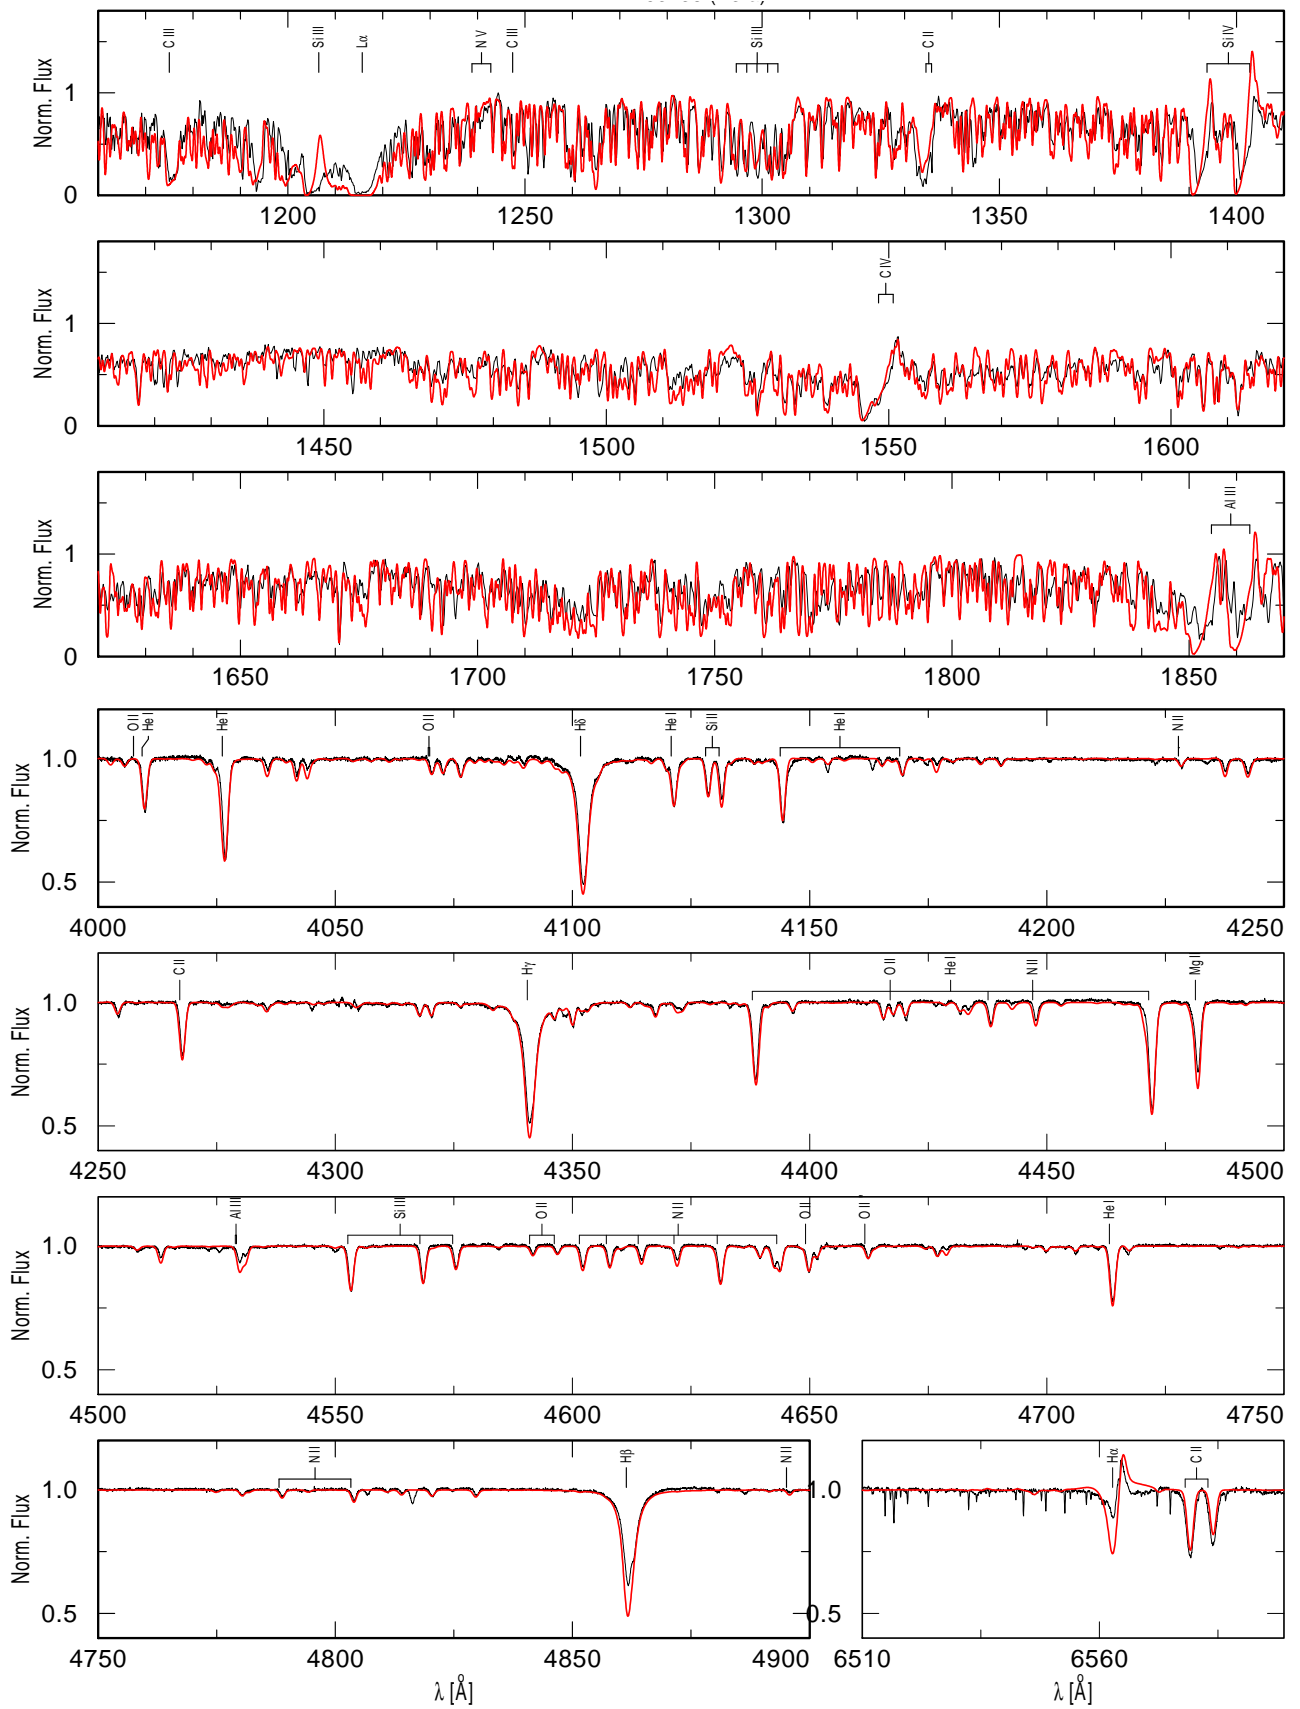 C III Si III Lα N V C III Si III C II Si IV
Norm. Flux
1
0
1200 1250 1300 1350 1400
C IV
Norm. Flux
1
0
1450 1500 1550 1600
Al III
Norm. Flux
1
0
1650 1700 1750 1800 1850
O II He I He I O II Hδ He I Si II He I N II
Norm. Flux
1.0
0.5
4000 4050 4100 4150 4200 4250
C II Hγ O II He I N II Mg I
Norm. Flux
1.0
0.5
4250 4300 4350 4400 4450 4500
Al III Si III O II N II O II O II He I
Norm. Flux
1.0
0.5
4500 4550 4600 4650 4700 4750
N II Hβ N II Hα C II
Norm. Flux
1.0 1.0
0.5 0.5
4750 4800 4850 4900 6510 6560
λ [Å] λ [Å]